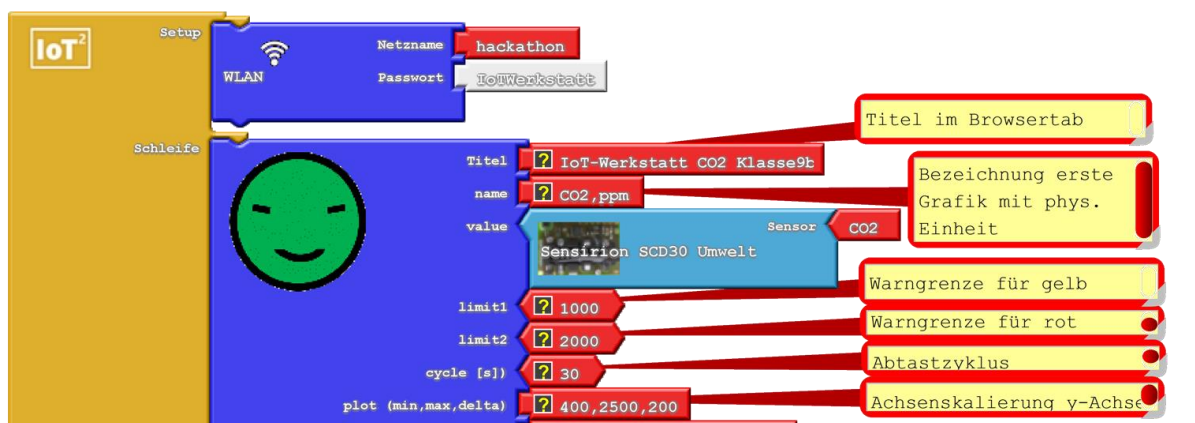 IoT²
Setup
Netzname hackathon
WLAN
Passwort IoTWerkstatt
Titel im Browsertab
Schleife
Titel ? IoT-Werkstatt CO2 Klasse9b
name ? CO2,ppm
Bezeichnung erste
Grafik mit phys.
Einheit
value
Sensor CO2
Sensirion SCD30 Umwelt
Warngrenze für gelb
limit1 ? 1000
Warngrenze für rot
limit2 ? 2000
Abtastzyklus
cycle [s]) ? 30
Achsenskalierung y-Achse
plot (min,max,delta) ? 400,2500,200